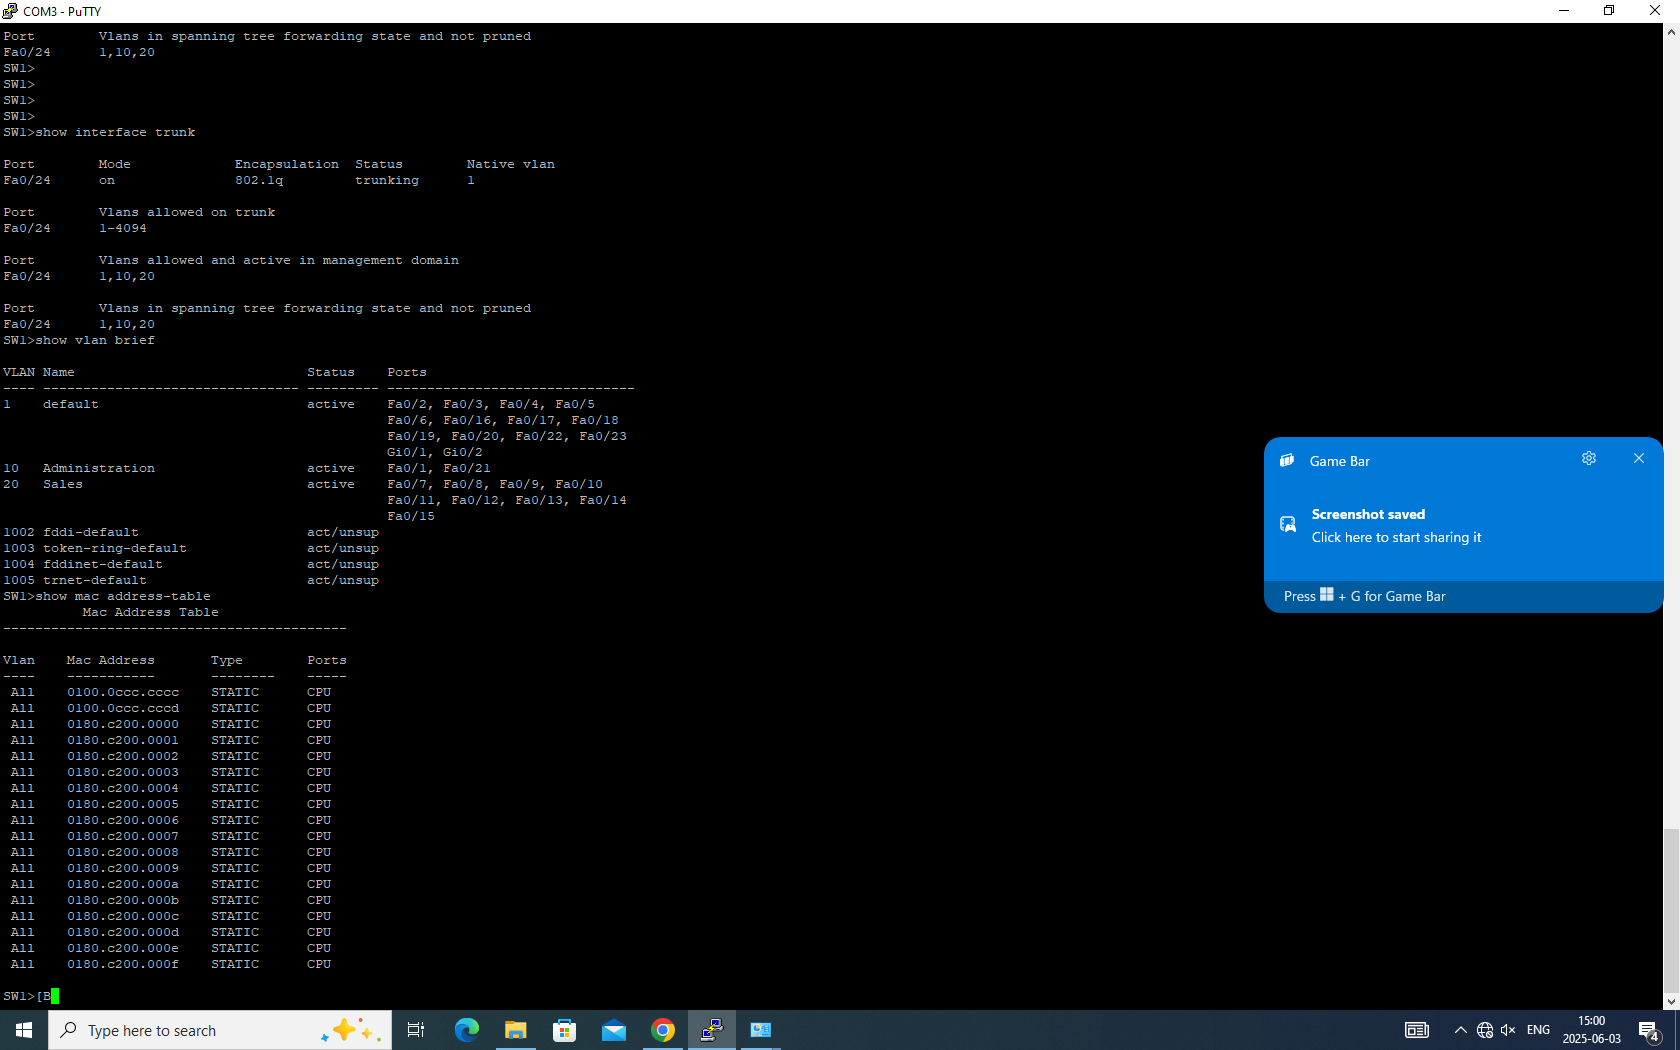 COM3 - PuTTY
Port        Vlans in spanning tree forwarding state and not pruned
Fa0/24      1,10,20
SW1>
SW1>
SW1>
SW1>
SW1>show interface trunk
Port        Mode             Encapsulation  Status        Native vlan
Fa0/24      on               802.1q         trunking      1
Port        Vlans allowed on trunk
Fa0/24      1-4094
Port        Vlans allowed and active in management domain
Fa0/24      1,10,20
Port        Vlans in spanning tree forwarding state and not pruned
Fa0/24      1,10,20
SW1>show vlan brief
VLAN Name                             Status    Ports
---- -------------------------------- --------- -------------------------------
1    default                          active    Fa0/2, Fa0/3, Fa0/4, Fa0/5
                                                Fa0/6, Fa0/16, Fa0/17, Fa0/18
                                                Fa0/19, Fa0/20, Fa0/22, Fa0/23
                                                Gi0/1, Gi0/2
10   Administration                   active    Fa0/1, Fa0/21
20   Sales                            active    Fa0/7, Fa0/8, Fa0/9, Fa0/10
                                                Fa0/11, Fa0/12, Fa0/13, Fa0/14
                                                Fa0/15
1002 fddi-default                     act/unsup
1003 token-ring-default               act/unsup
1004 fddinet-default                  act/unsup
1005 trnet-default                    act/unsup
SW1>show mac address-table
          Mac Address Table
-------------------------------------------
Vlan    Mac Address       Type        Ports
----    -----------       --------    -----
 All    0100.0ccc.cccc    STATIC      CPU
 All    0100.0ccc.cccd    STATIC      CPU
 All    0180.c200.0000    STATIC      CPU
 All    0180.c200.0001    STATIC      CPU
 All    0180.c200.0002    STATIC      CPU
 All    0180.c200.0003    STATIC      CPU
 All    0180.c200.0004    STATIC      CPU
 All    0180.c200.0005    STATIC      CPU
 All    0180.c200.0006    STATIC      CPU
 All    0180.c200.0007    STATIC      CPU
 All    0180.c200.0008    STATIC      CPU
 All    0180.c200.0009    STATIC      CPU
 All    0180.c200.000a    STATIC      CPU
 All    0180.c200.000b    STATIC      CPU
 All    0180.c200.000c    STATIC      CPU
 All    0180.c200.000d    STATIC      CPU
 All    0180.c200.000e    STATIC      CPU
 All    0180.c200.000f    STATIC      CPU
SW1>[B
Game Bar
Screenshot saved
Click here to start sharing it
Press + G for Game Bar
Type here to search
ENG
15:00
2025-06-03
4